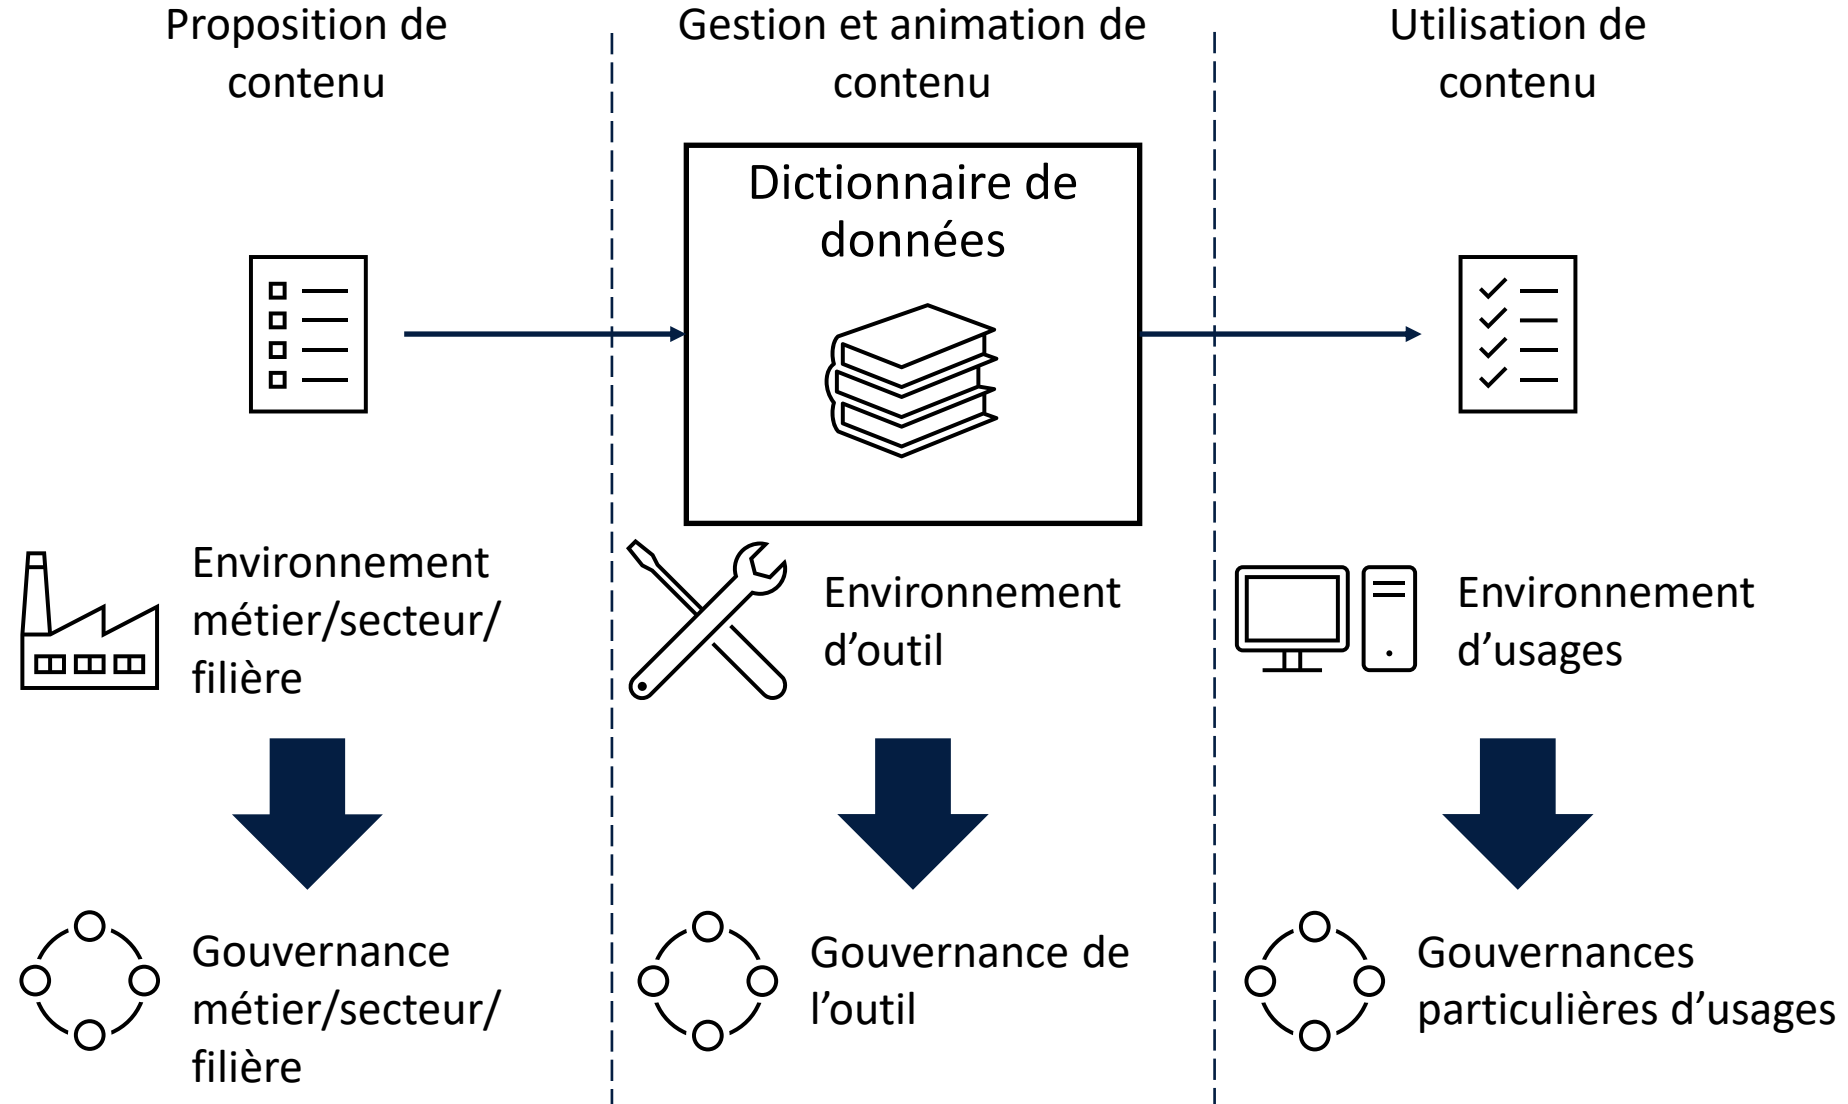 Proposition de
contenu
Gestion et animation de
contenu
Utilisation de
contenu
Dictionnaire de
données
Environnement
métier/secteur/
filière
Environnement
d’outil
Environnement
d’usages
Gouvernance
métier/secteur/
filière
Gouvernance de
l’outil
Gouvernances
particulières d’usages